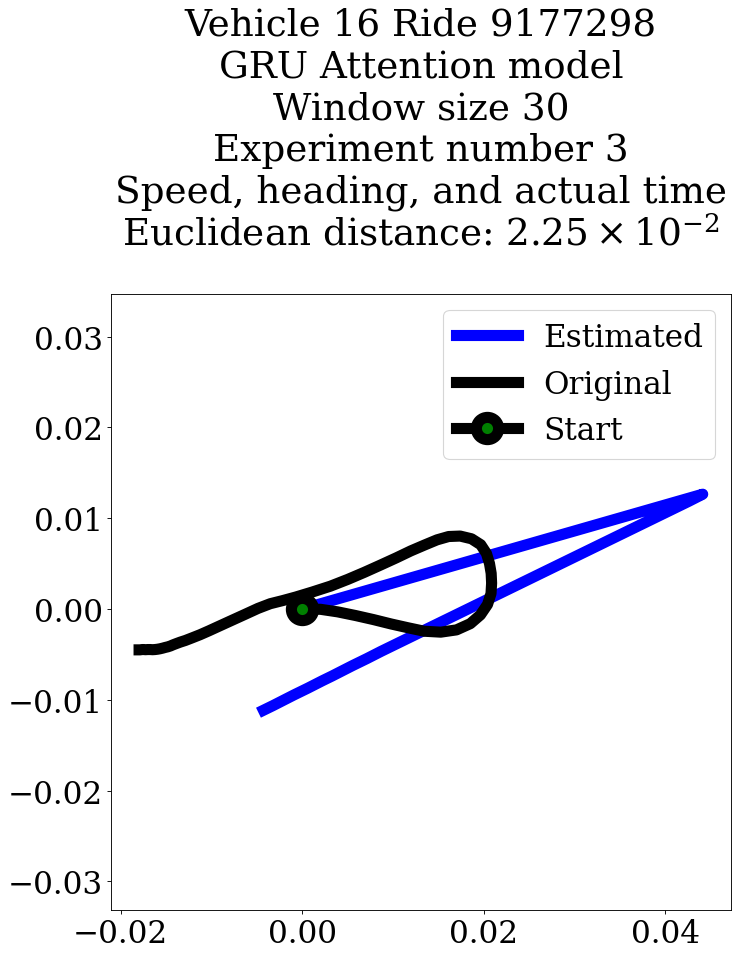 Vehicle 16 Ride 9177298
GRU Attention model
Window size 30
Experiment number 3
Speed, heading, and actual time
Euclidean distance: 2.25 × 10⁻²
Estimated
Original
Start
0.03
0.02
0.01
0.00
−0.01
−0.02
−0.03
−0.02 0.00 0.02 0.04